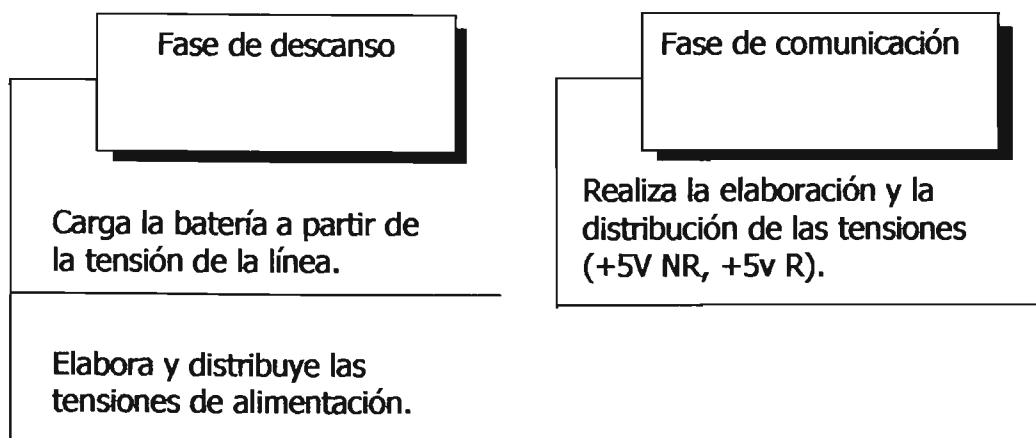 Fase de descanso
Carga la batería a partir de
la tensión de la línea.
Elabora y distribuye las
tensiones de alimentación.
Fase de comunicación
Realiza la elaboración y la
distribución de las tensiones
(+5V NR, +5v R).